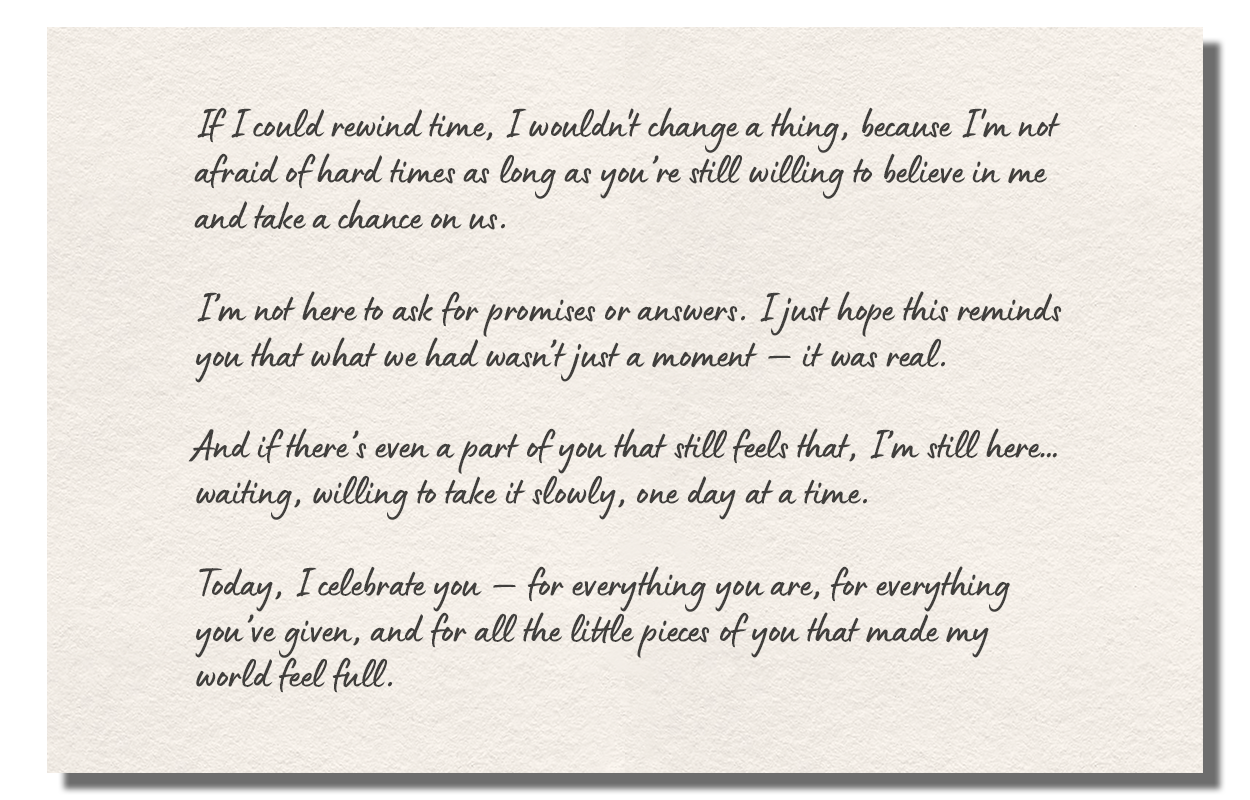 If I could rewind time, I wouldn't change a thing, because I'm not
afraid of hard times as long as you're still willing to believe in me
and take a chance on us.
I'm not here to ask for promises or answers. I just hope this reminds
you that what we had wasn't just a moment — it was real.
And if there's even a part of you that still feels that, I'm still here...
waiting, willing to take it slowly, one day at a time.
Today, I celebrate you — for everything you are, for everything
you've given, and for all the little pieces of you that made my
world feel full.